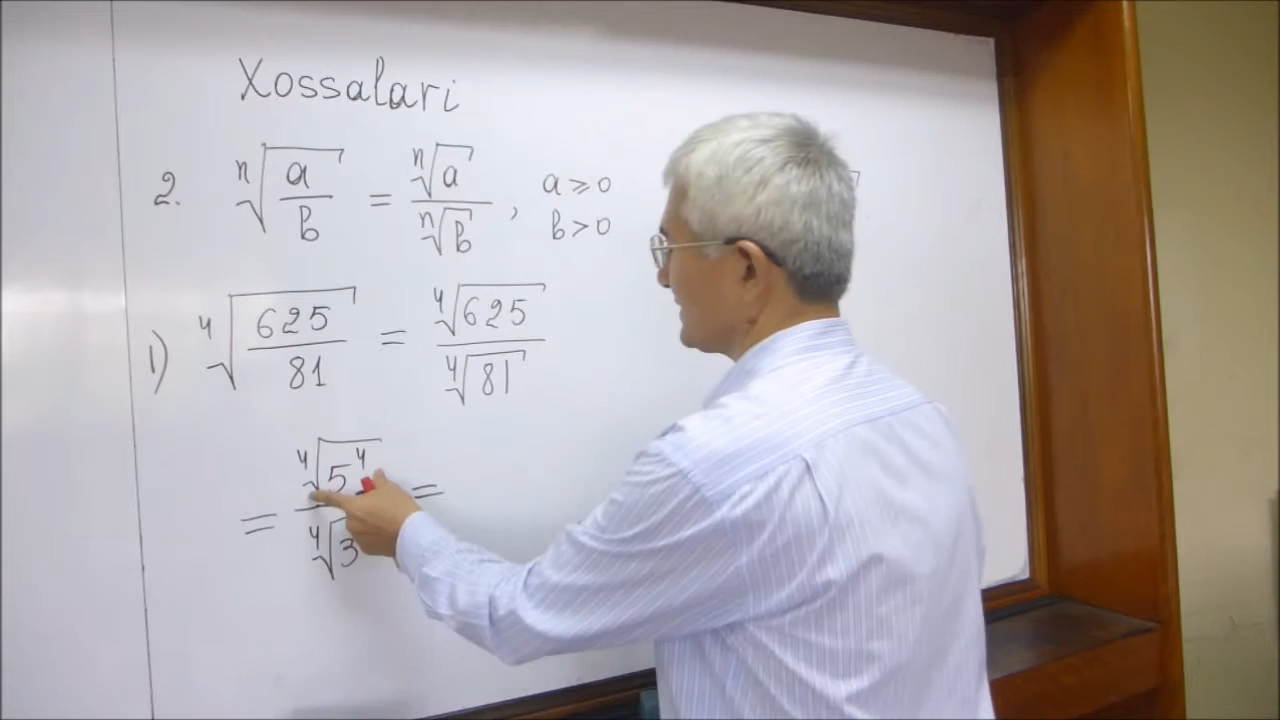 Xossalari
2. ⁿ√(a/b) = ⁿ√a / ⁿ√b , a ≥ 0
b > 0
1) ⁴√(625/81) = ⁴√625 / ⁴√81
= ⁴√5⁴ / ⁴√3 =